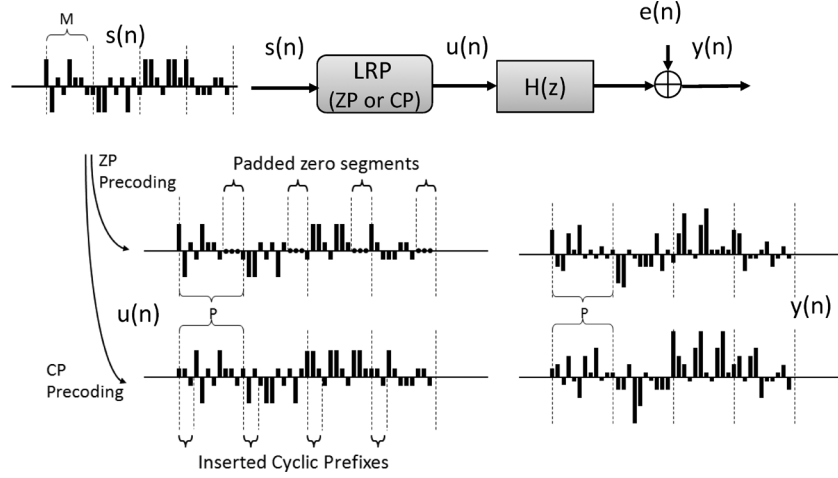 M
s(n)
s(n)
LRP
(ZP or CP)
u(n)
H(z)
e(n)
y(n)
ZP
Precoding
Padded zero segments
u(n)
P
P
y(n)
CP
Precoding
Inserted Cyclic Prefixes